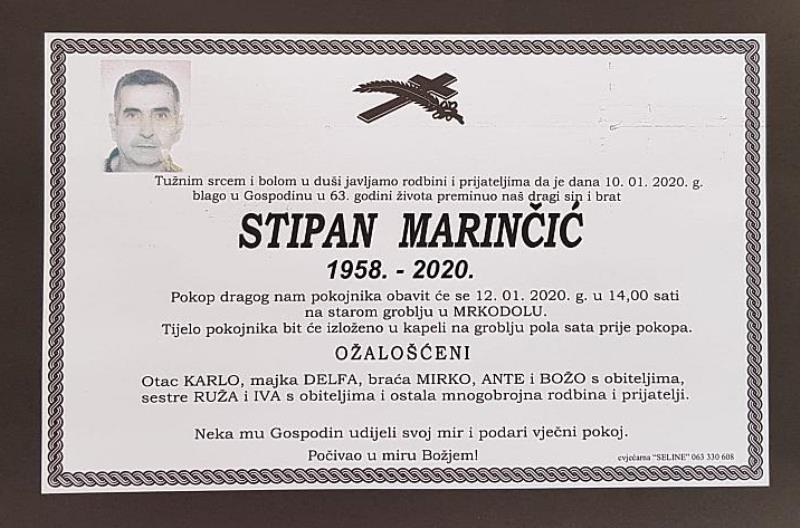 Tužnim srcem i bolom u duši javljamo rodbini i prijateljima da je dana 10. 01. 2020. g.
blago u Gospodinu u 63. godini života preminuo naš dragi sin i brat
STIPAN MARINČIĆ
1958. - 2020.
Pokop dragog nam pokojnika obavit će se 12. 01. 2020. g. u 14,00 sati
na starom groblju u MRKODOLU.
Tijelo pokojnika bit će izloženo u kapeli na groblju pola sata prije pokopa.
OŽALOŠĆENI
Otac KARLO, majka DELFA, braća MIRKO, ANTE i BOŽO s obiteljima,
sestre RUŽA i IVA s obiteljima i ostala mnogobrojna rodbina i prijatelji.
Neka mu Gospodin udijeli svoj mir i podari vječni pokoj.
Počivao u miru Božjem!
cvjećarna "SELINE" 063 330 608